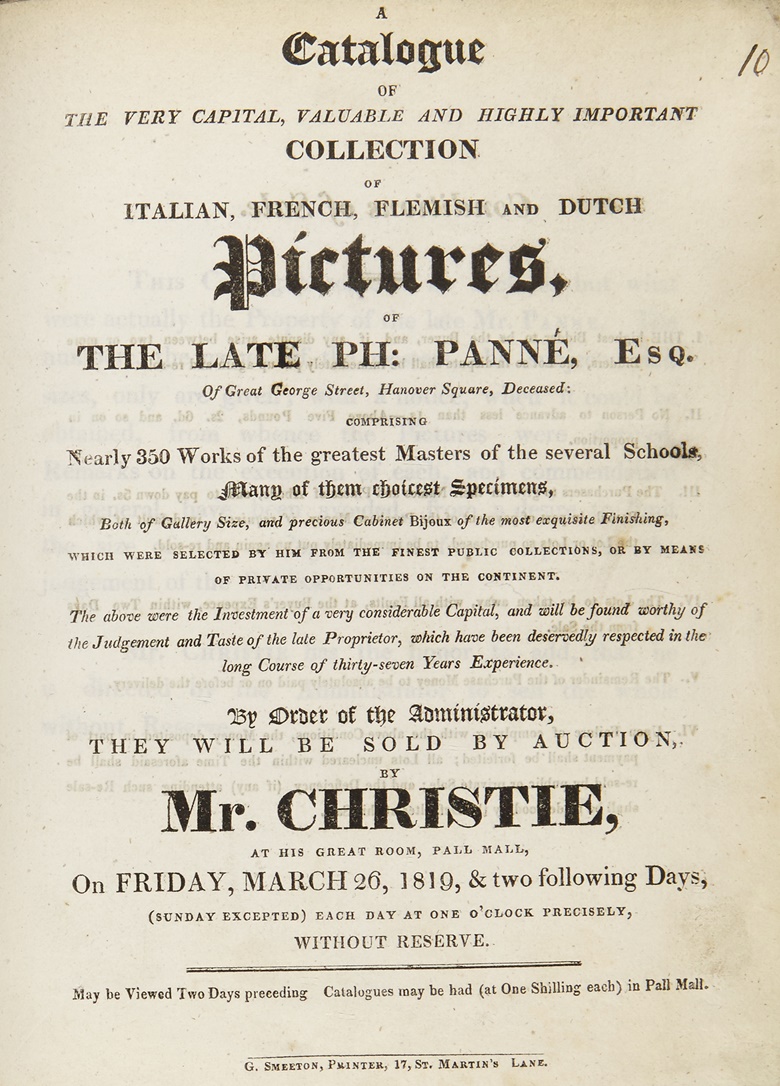 A
Catalogue
10
OF
THE VERY CAPITAL, VALUABLE AND HIGHLY IMPORTANT
COLLECTION
OF
ITALIAN, FRENCH, FLEMISH AND DUTCH
Pictures,
OF
THE LATE PH: PANNÉ, ESQ.
Of Great George Street, Hanover Square, Deceased:
COMPRISING
Nearly 350 Works of the greatest Masters of the several Schools,
Many of them choicest Specimens,
Both of Gallery Size, and precious Cabinet Bijoux of the most exquisite Finishing,
WHICH WERE SELECTED BY HIM FROM THE FINEST PUBLIC COLLECTIONS, OR BY MEANS
OF PRIVATE OPPORTUNITIES ON THE CONTINENT.
The above were the Investment of a very considerable Capital, and will be found worthy of
the Judgement and Taste of the late Proprietor, which have been deservedly respected in the
long Course of thirty-seven Years Experience.
By Order of the Administrator,
THEY WILL BE SOLD BY AUCTION,
BY
Mr. CHRISTIE,
AT HIS GREAT ROOM, PALL MALL,
On FRIDAY, MARCH 26, 1819, & two following Days,
(SUNDAY EXCEPTED) EACH DAY AT ONE O'CLOCK PRECISELY,
WITHOUT RESERVE.
May be Viewed Two Days preceding Catalogues may be had (at One Shilling each) in Pall Mall.
G. SMEETON, PRINTER, 17, ST. MARTIN'S LANE.